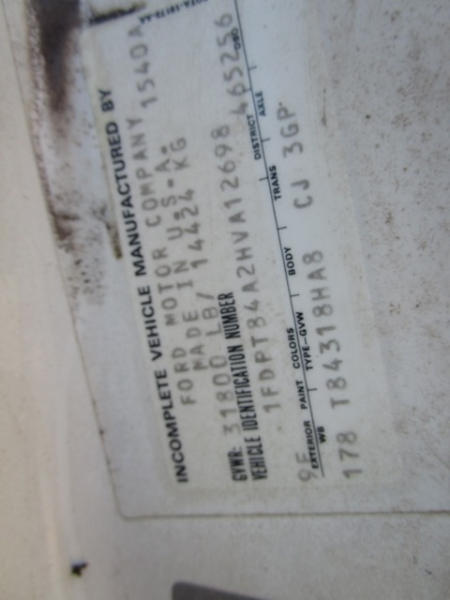 INCOMPLETE VEHICLE MANUFACTURED BY
FORD MOTOR COMPANY 1540A
MADE IN U.S.A.
GVWR: 31800 LB/ 14424 KG
VEHICLE IDENTIFICATION NUMBER
1FDPT84A2HVA12698 465256
EXTERIOR PAINT COLORS DISTRICT DSO
WB TYPE-GVW BODY TRANS AXLE
178 T84318HA8 CJ 3GP